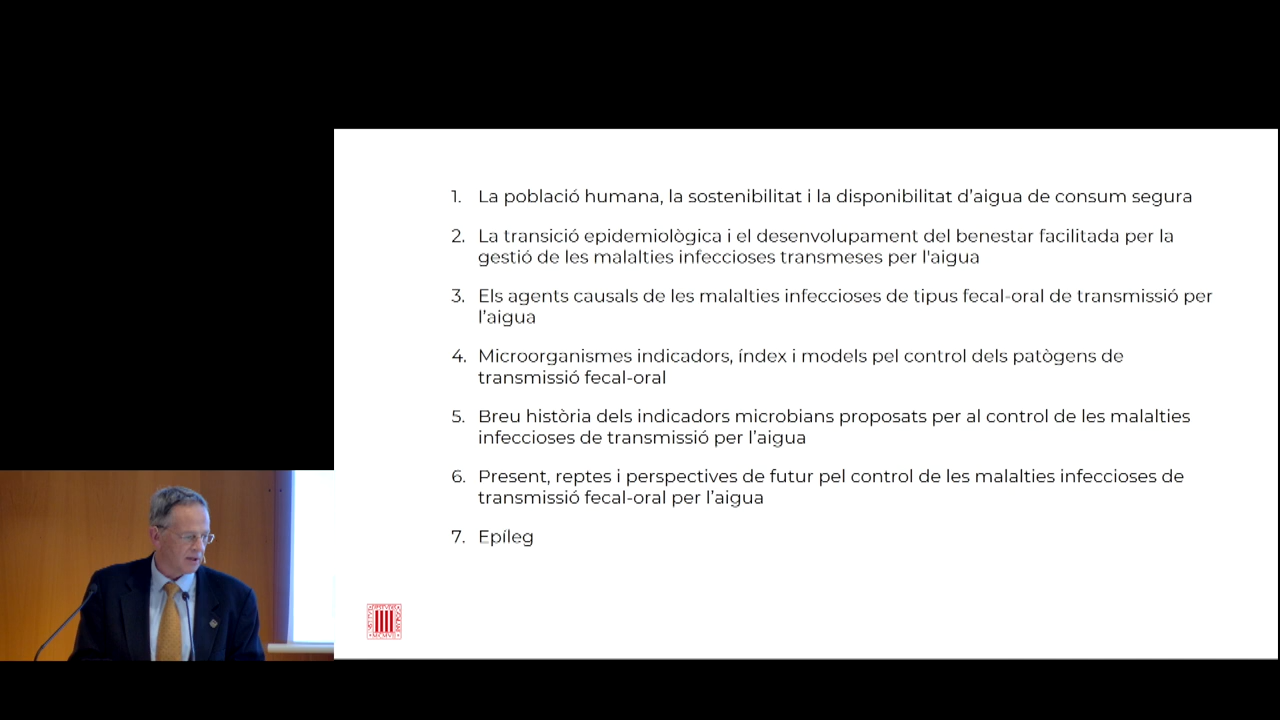 1. La població humana, la sostenibilitat i la disponibilitat d’aigua de consum segura
2. La transició epidemiològica i el desenvolupament del benestar facilitada per la
gestió de les malalties infeccioses transmeses per l'aigua
3. Els agents causals de les malalties infeccioses de tipus fecal-oral de transmissió per
l’aigua
4. Microorganismes indicadors, índex i models pel control dels patògens de
transmissió fecal-oral
5. Breu història dels indicadors microbians proposats per al control de les malalties
infeccioses de transmissió per l’aigua
6. Present, reptes i perspectives de futur pel control de les malalties infeccioses de
transmissió fecal-oral per l’aigua
7. Epíleg